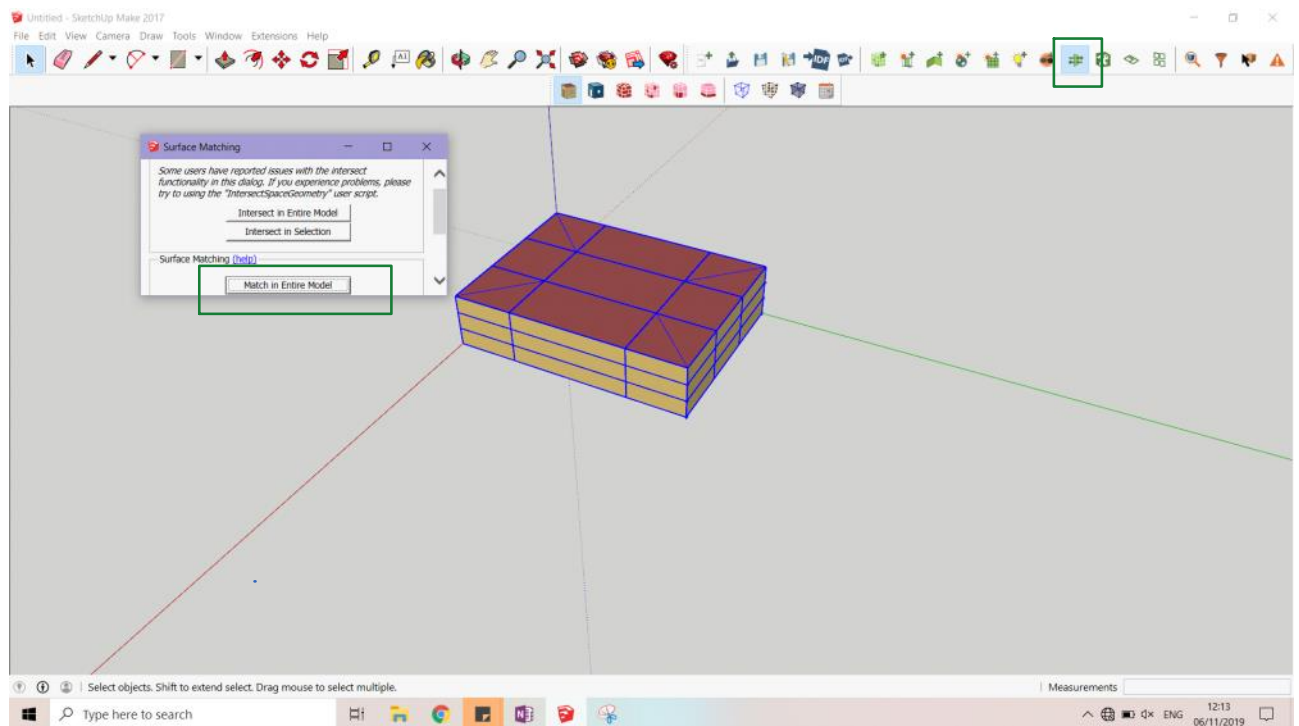 Untitled - SketchUp Make 2017
File Edit View Camera Draw Tools Window Extensions Help
A1
IDF
Surface Matching
Some users have reported issues with the intersect
functionality in this dialog. If you experience problems, please
try to using the "IntersectSpaceGeometry" user script.
Intersect in Entire Model
Intersect in Selection
Surface Matching (help)
Match in Entire Model
Select objects. Shift to extend select. Drag mouse to select multiple.
Measurements
Type here to search
ENG
12:13
06/11/2019